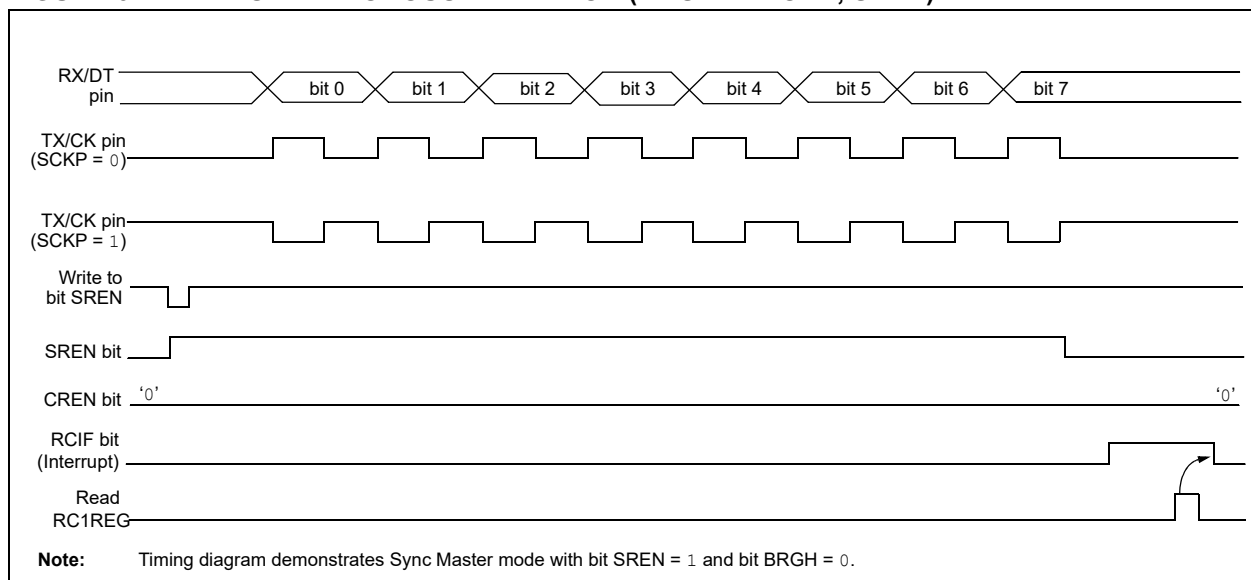 RX/DT
pin
bit 0 bit 1 bit 2 bit 3 bit 4 bit 5 bit 6 bit 7
TX/CK pin
(SCKP = 0)
TX/CK pin
(SCKP = 1)
Write to
bit SREN
SREN bit
CREN bit ‘0’ ‘0’
RCIF bit
(Interrupt)
Read
RC1REG
Note: Timing diagram demonstrates Sync Master mode with bit SREN = 1 and bit BRGH = 0.